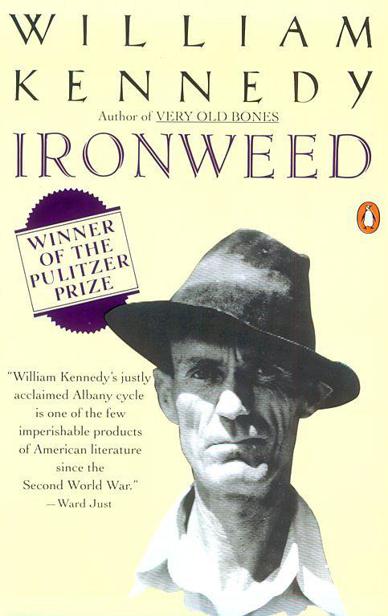 WILLIAM
KENNEDY
Author of VERY OLD BONES
IRONWEED
WINNER
OF THE
PULITZER
PRIZE
"William Kennedy's justly
acclaimed Albany cycle
is one of the few
imperishable products
of American literature
since the
Second World War."
—Ward Just